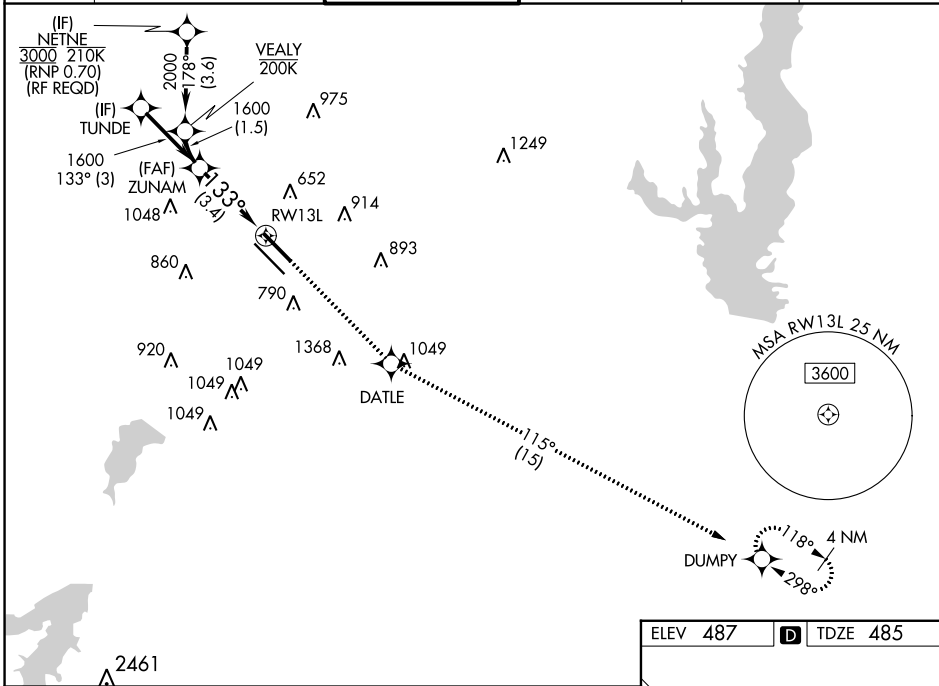 (IF)
NETNE
3000 210K
(RNP 0.70)
(RF REQD)
2000
178°
(3.6)
VEALY
200K
(IF)
TUNDE
1600
(1.5)
975
1249
1600
133° (3)
(FAF)
ZUNAM
133°
(3.4)
652
1048
914
RW13L
893
860
790
MSA RW13L 25 NM
3600
920
1368
1049
1049
1049
1049
DATLE
115°
(15)
118°
4 NM
DUMPY
298°
ELEV 487 D TDZE 485
2461